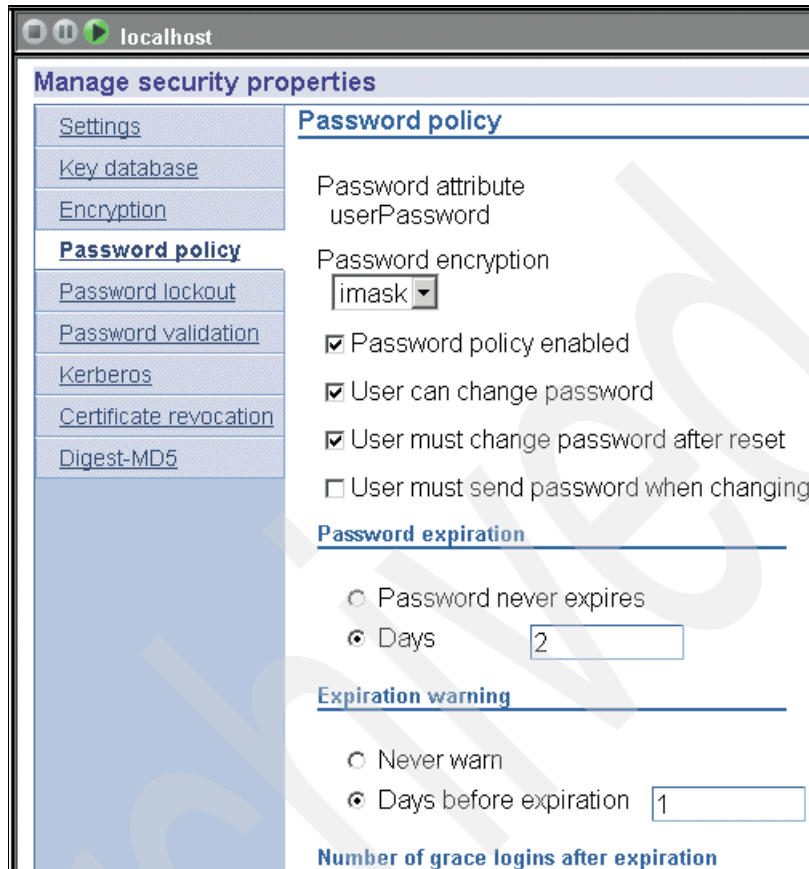 localhost
Manage security properties
Settings
Key database
Encryption
Password policy
Password lockout
Password validation
Kerberos
Certificate revocation
Digest-MD5
Password policy
Password attribute
userPassword
Password encryption
imask
Password policy enabled
User can change password
User must change password after reset
User must send password when changing
Password expiration
Password never expires
Days 2
Expiration warning
Never warn
Days before expiration 1
Number of grace logins after expiration